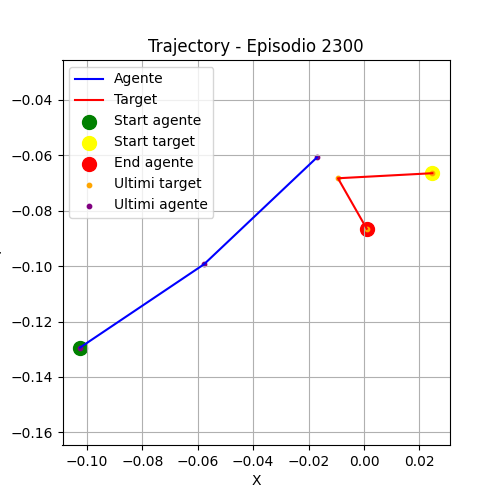 Trajectory - Episodio 2300
Agente
Target
Start agente
Start target
End agente
Ultimi target
Ultimi agente
−0.04
−0.06
−0.08
−0.10
−0.12
−0.14
−0.16
−0.10
−0.08
−0.06
−0.04
−0.02
0.00
0.02
X